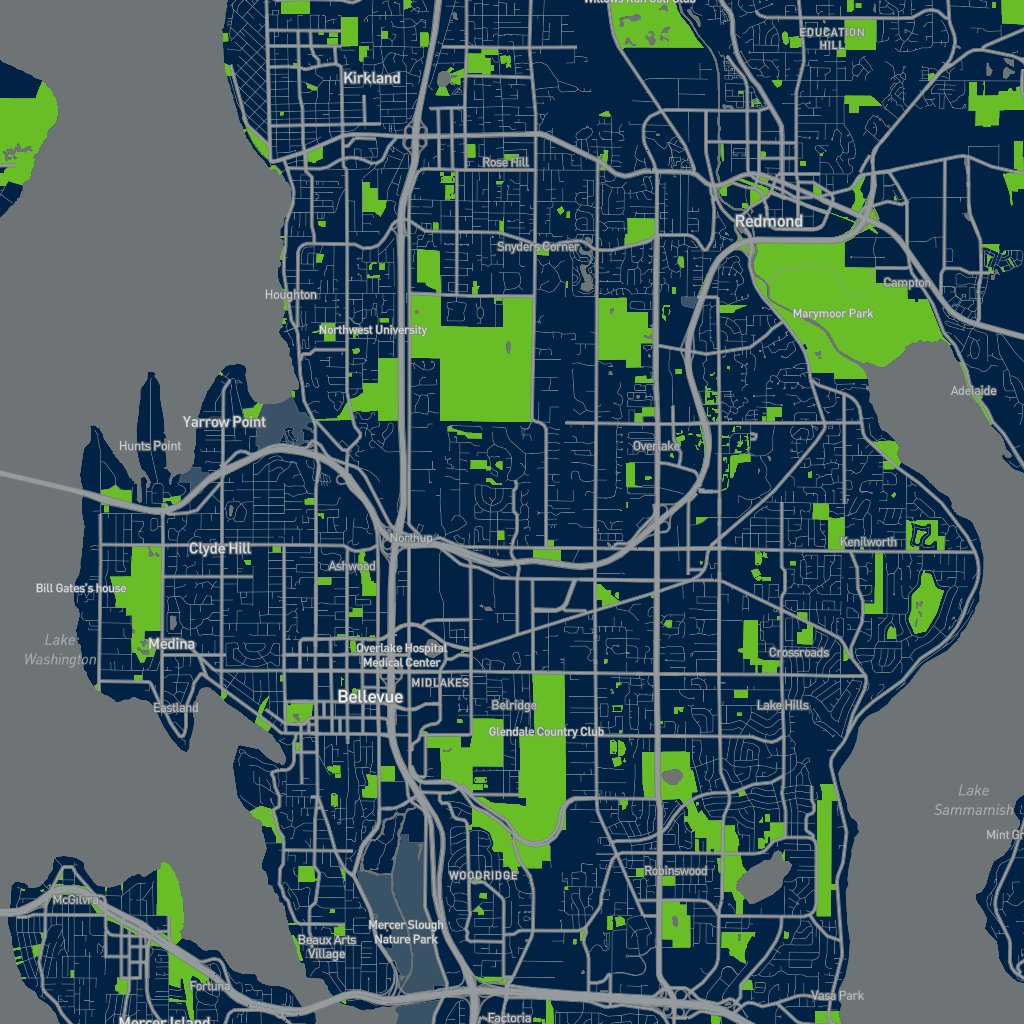 Willows Run Golf Club
EDUCATION
HILL
Kirkland
Rose Hill
Redmond
Snyders Corner
Campton
Houghton
Marymoor Park
Northwest University
Adelaide
Yarrow Point
Hunts Point
Overlake
Northup
Kenilworth
Clyde Hill
Ashwood
Bill Gates's house
Lake
Washington
Medina
Overlake Hospital
Medical Center
Crossroads
MIDLAKES
Bellevue
Eastland
Belridge
Lake Hills
Glendale Country Club
Lake
Sammamish
Mint Gr
WOODRIDGE
Robinswood
McGilvra
Mercer Slough
Nature Park
Beaux Arts
Village
Fortuna
Vasa Park
Mercer Island
Factoria